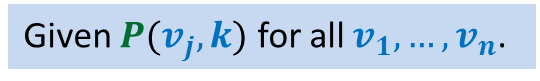 Given P(vⱼ, k) for all v₁, … , vₙ.